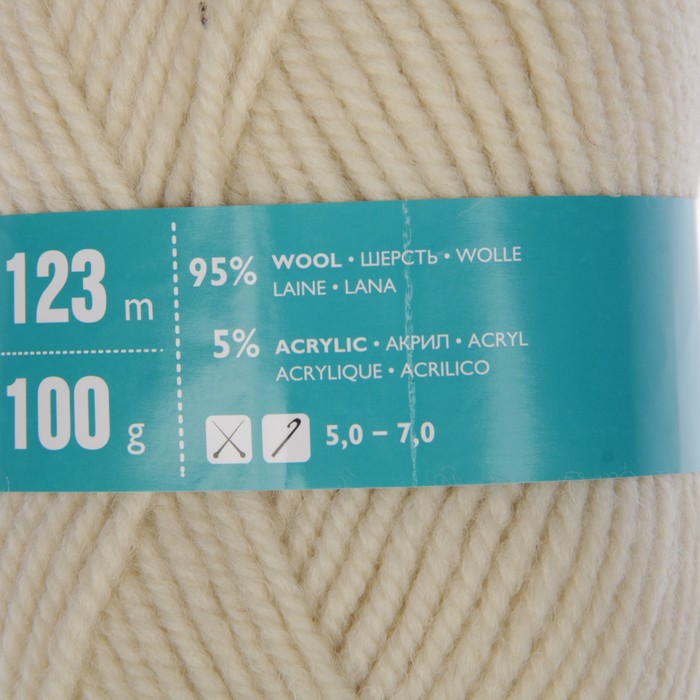 123 m
100 g
95% WOOL • ШЕРСТЬ • WOLLE
LAINE • LANA
5% ACRYLIC • АКРИЛ • ACRYL
ACRYLIQUE • ACRILICO
5,0 – 7,0